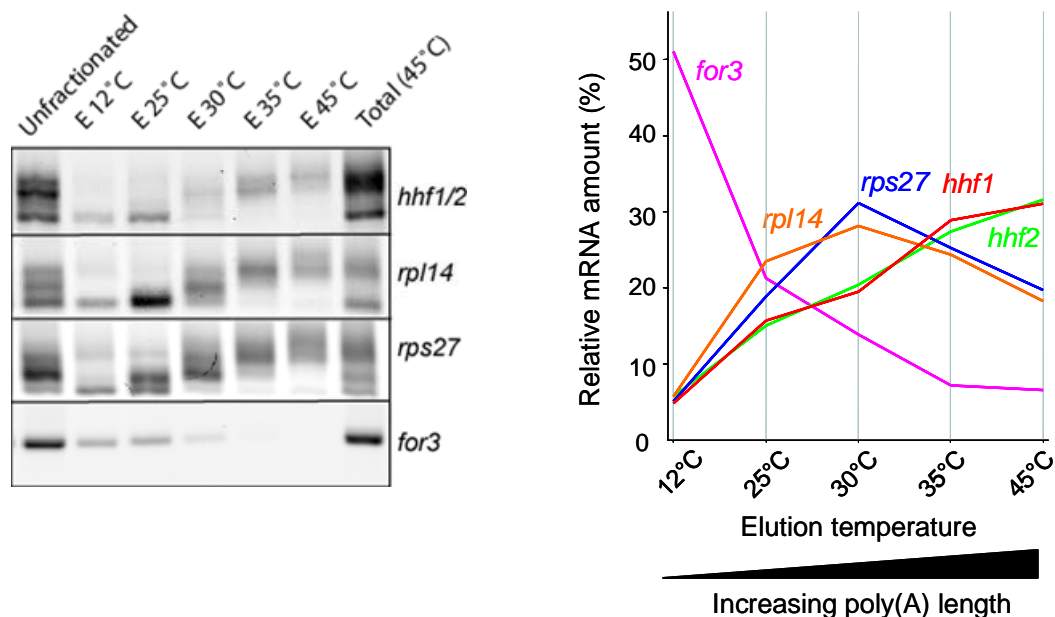 Unfractionated
E 12˚C
E 25˚C
E 30˚C
E 35˚C
E 45˚C
Total (45˚C)
hhf1/2
rpl14
rps27
for3
Relative mRNA amount (%)
50
40
30
20
10
0
for3
rpl14
rps27
hhf1
hhf2
12°C
25°C
30°C
35°C
45°C
Elution temperature
Increasing poly(A) length